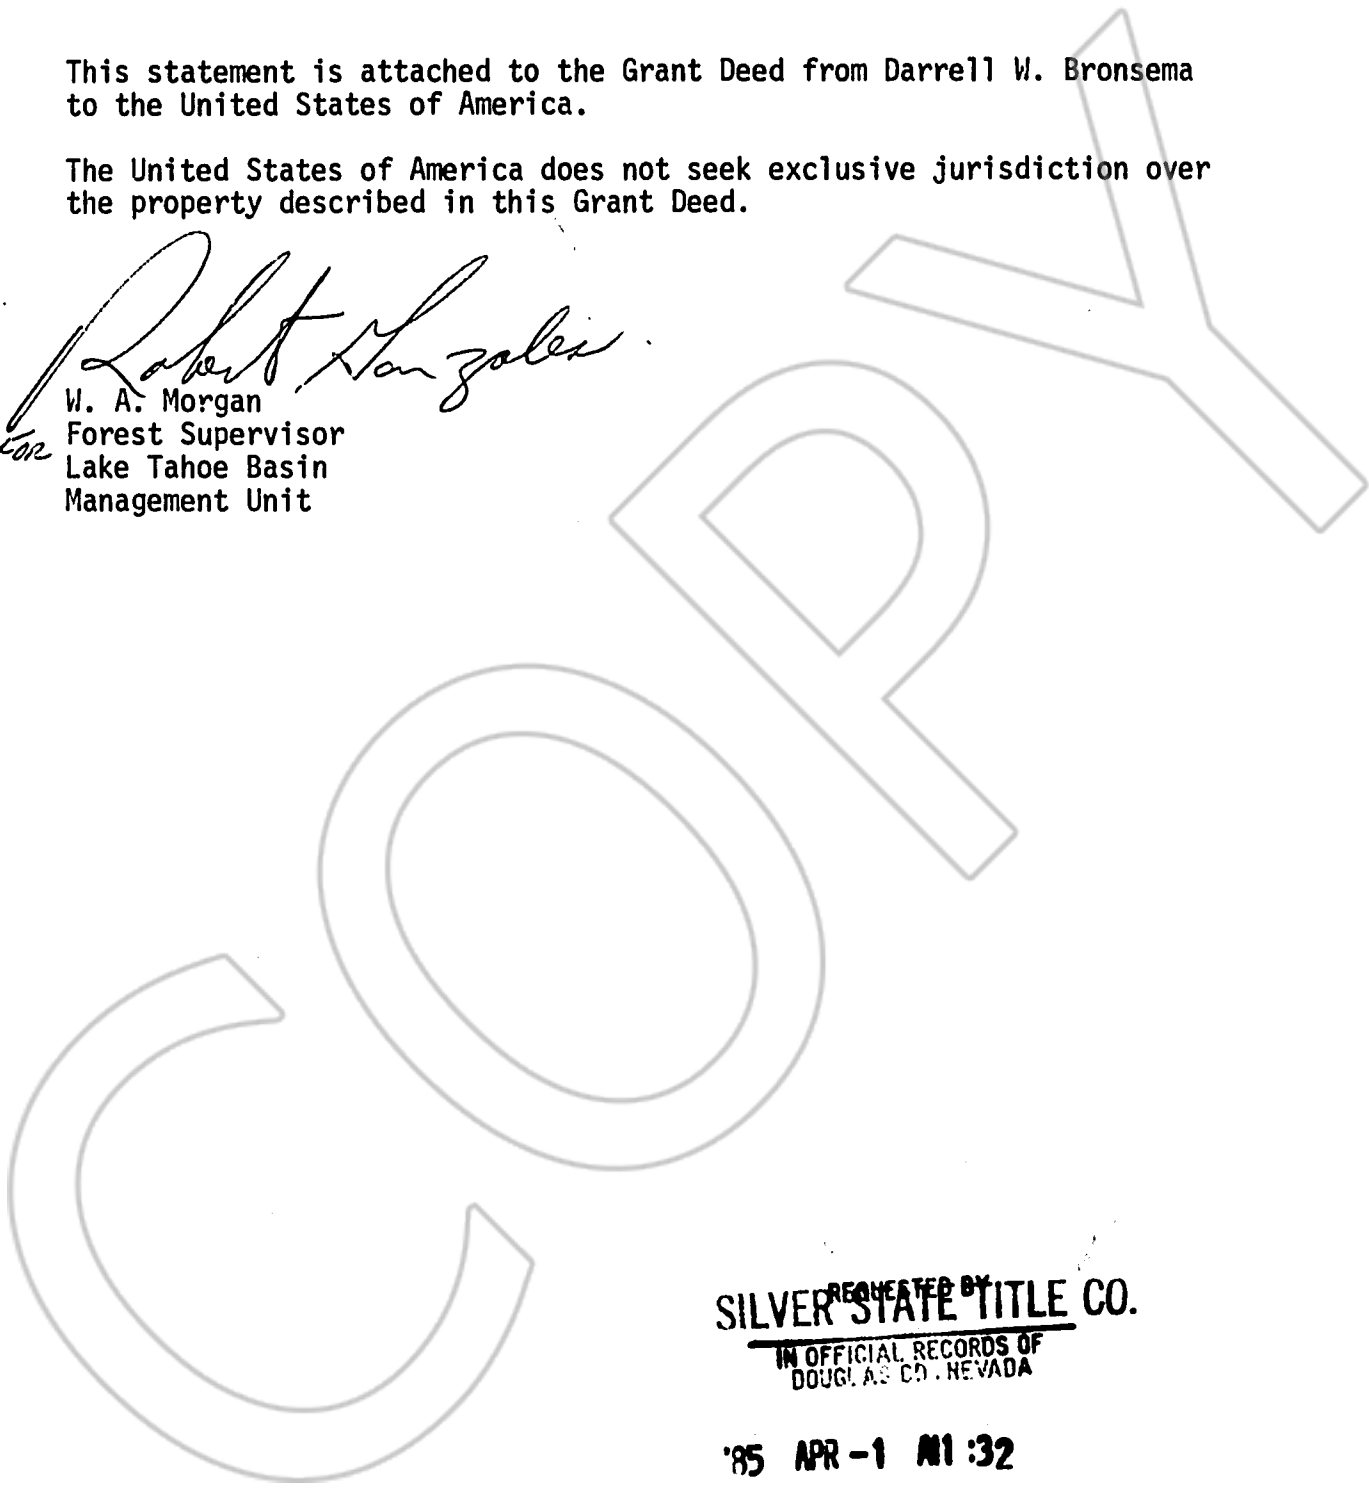 This statement is attached to the Grant Deed from Darrell W. Bronsema
to the United States of America.
The United States of America does not seek exclusive jurisdiction over
the property described in this Grant Deed.
Robert Gonzales
W. A. Morgan
FOR Forest Supervisor
Lake Tahoe Basin
Management Unit
COPY
REQUESTED BY
SILVER STATE TITLE CO.
IN OFFICIAL RECORDS OF
DOUGLAS CO. NEVADA
'85 APR -1 :32